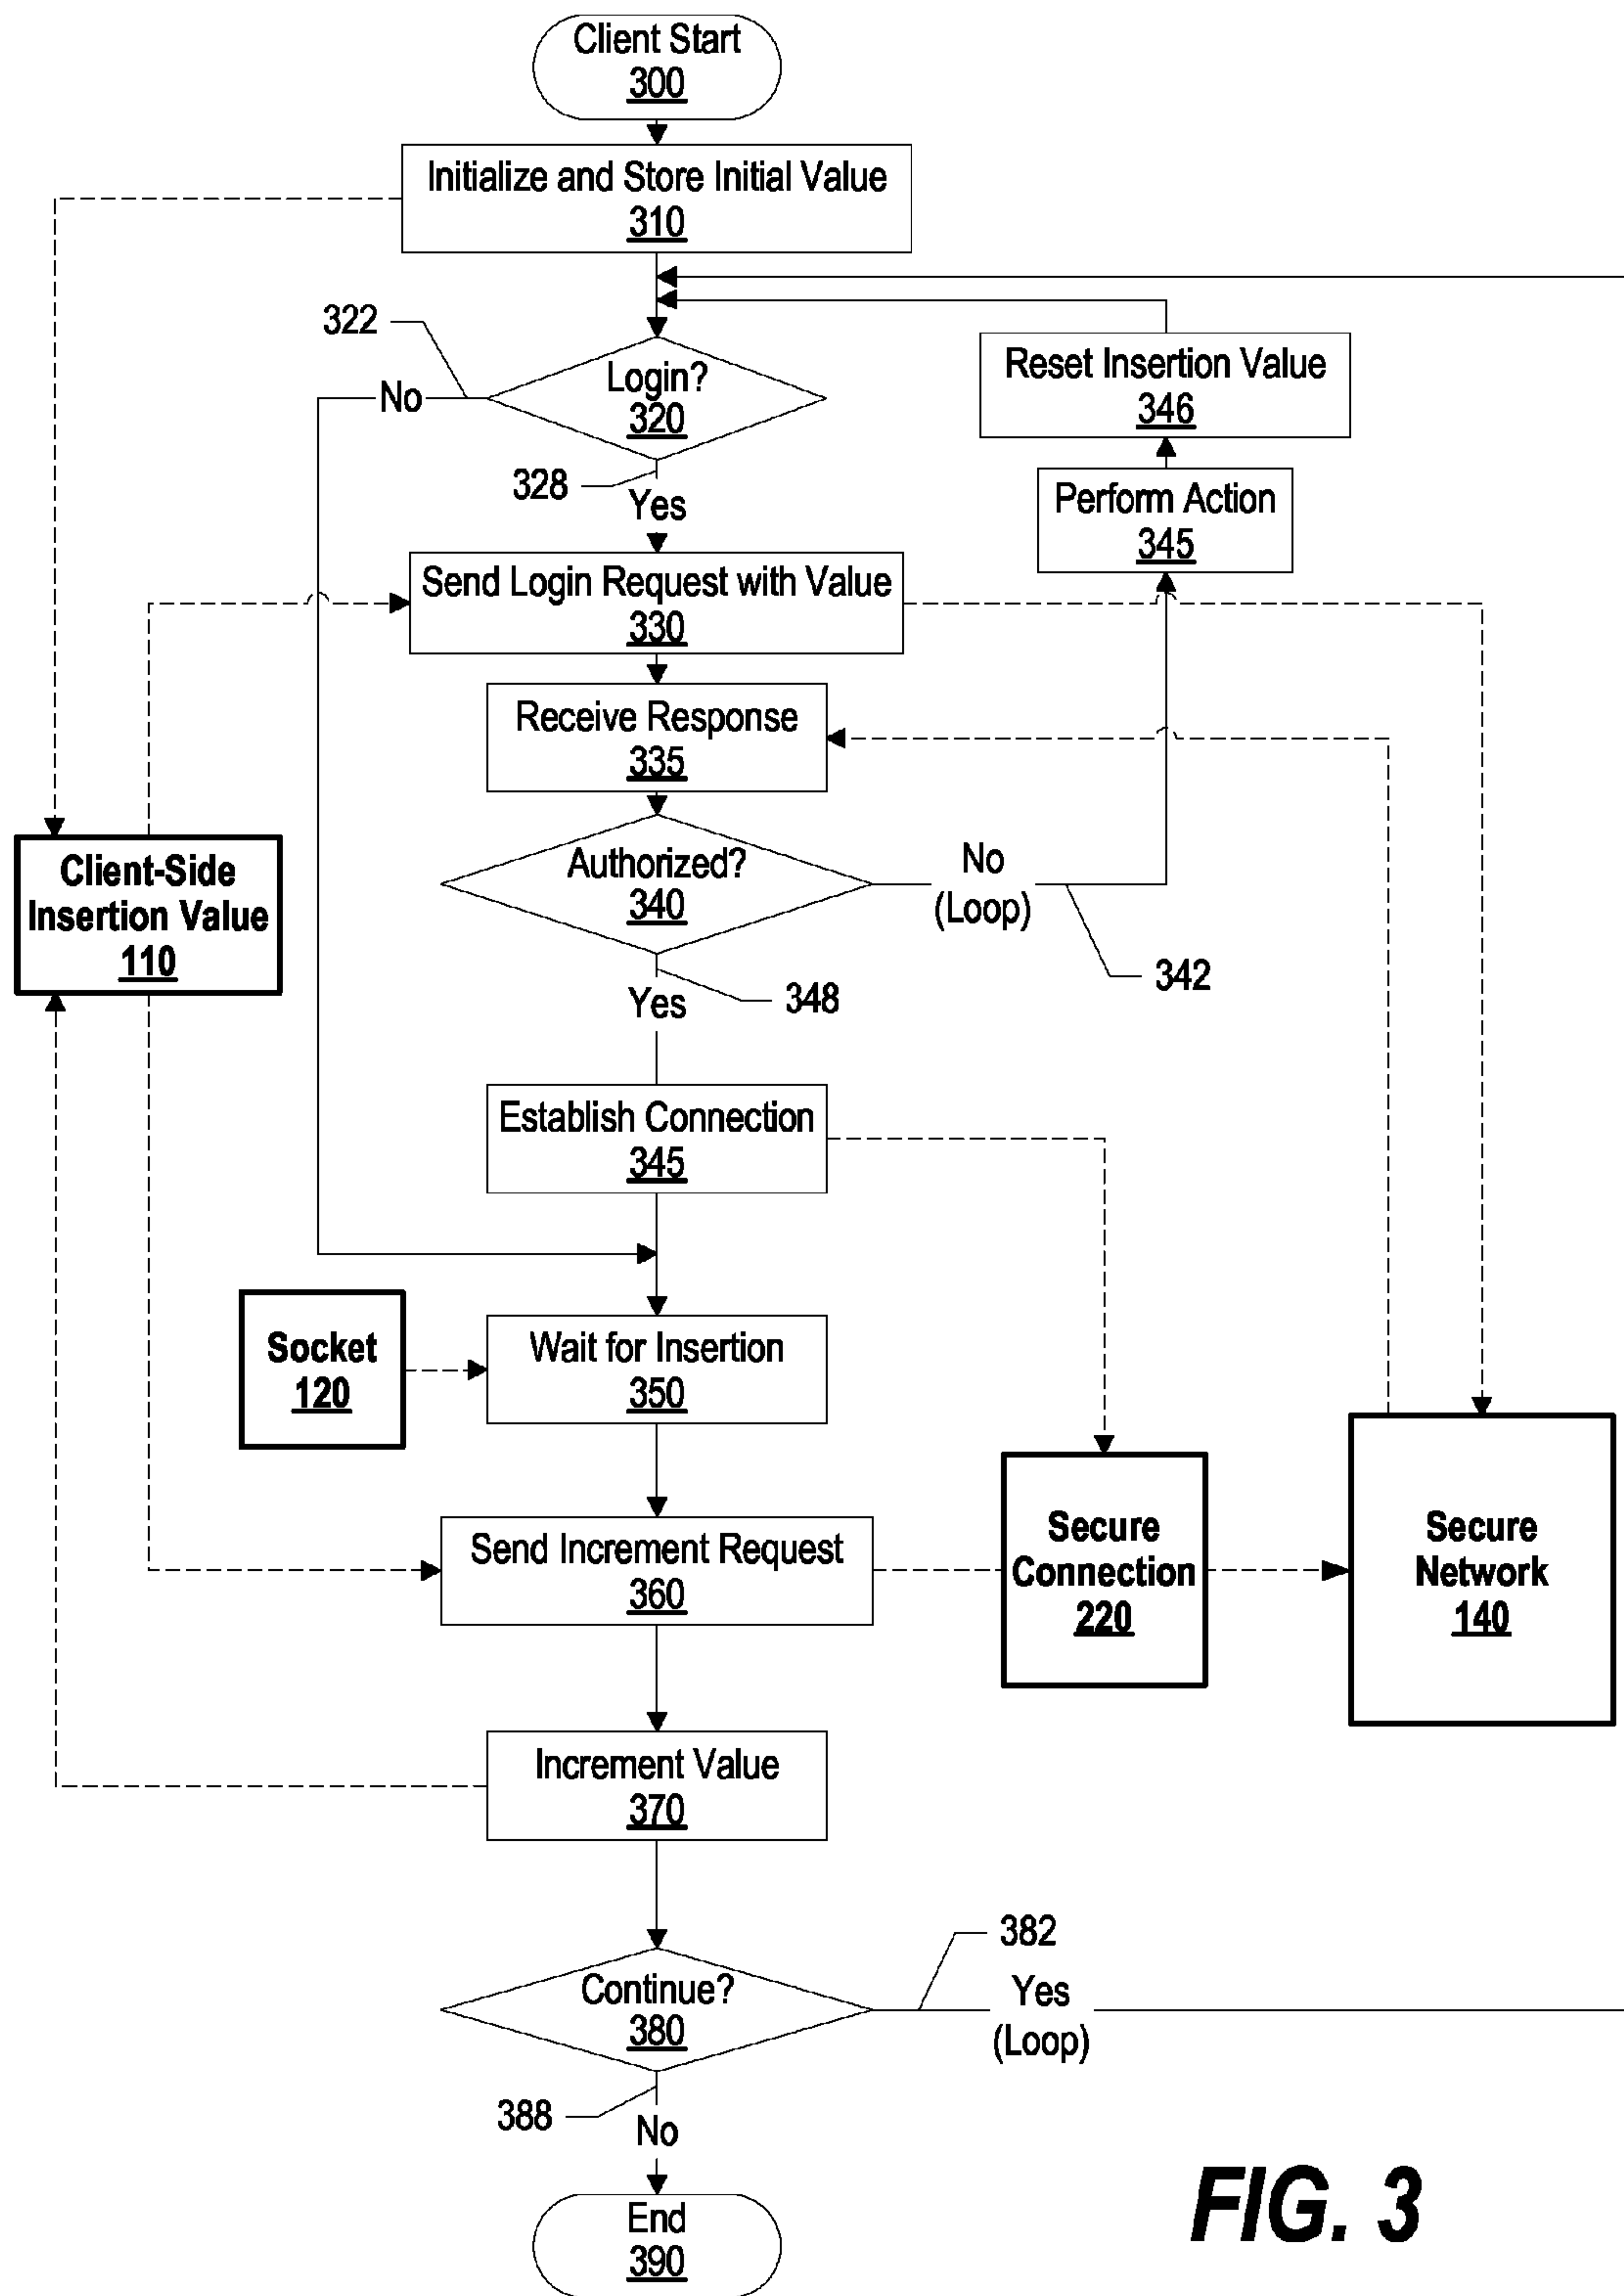 Client Start
300
Initialize and Store Initial Value
310
322
No
Login?
320
328
Yes
Reset Insertion Value
346
Perform Action
345
Send Login Request with Value
330
Receive Response
335
Client-Side
Insertion Value
110
Authorized?
340
No
(Loop)
342
348
Yes
Establish Connection
345
Socket
120
Wait for Insertion
350
Send Increment Request
360
Secure
Connection
220
Secure
Network
140
Increment Value
370
382
Continue?
380
Yes
(Loop)
388
No
End
390
FIG. 3